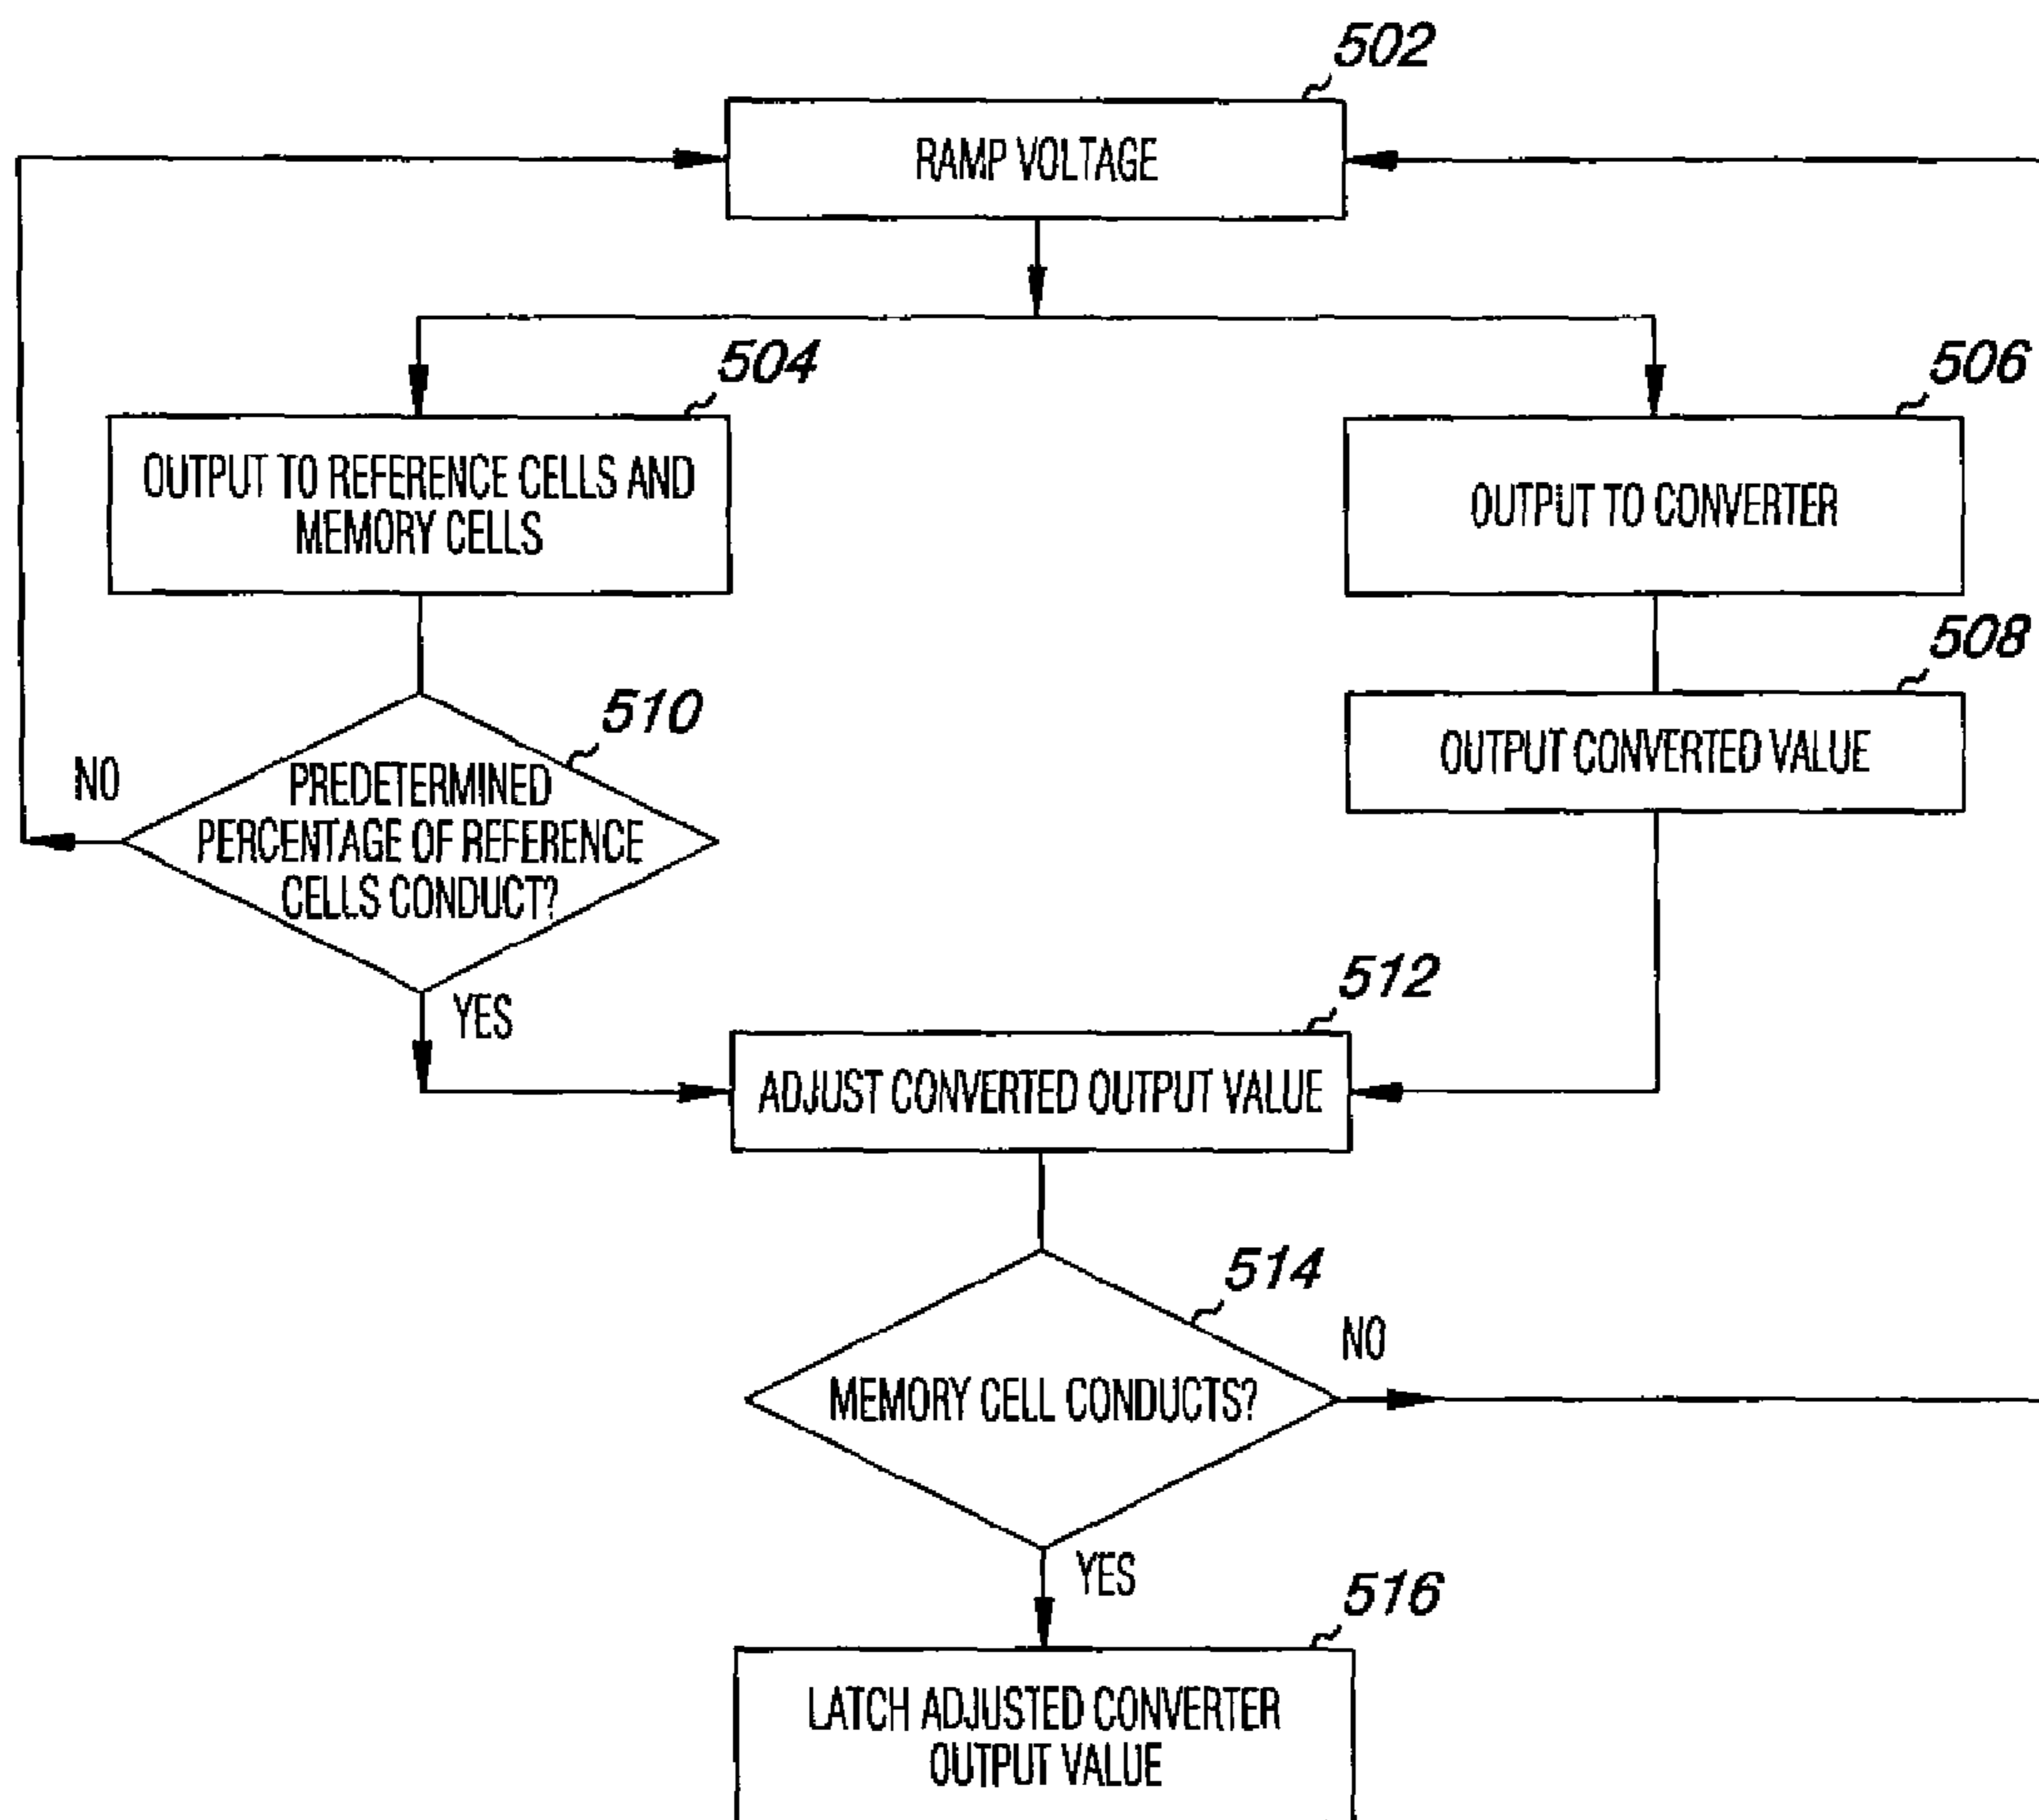 502
RAMP VOLTAGE
504
OUTPUT TO REFERENCE CELLS AND
MEMORY CELLS
506
OUTPUT TO CONVERTER
508
OUTPUT CONVERTED VALUE
510
PREDETERMINED
PERCENTAGE OF REFERENCE
CELLS CONDUCT?
NO
YES
512
ADJUST CONVERTED OUTPUT VALUE
514
MEMORY CELL CONDUCTS?
NO
YES
516
LATCH ADJUSTED CONVERTER
OUTPUT VALUE